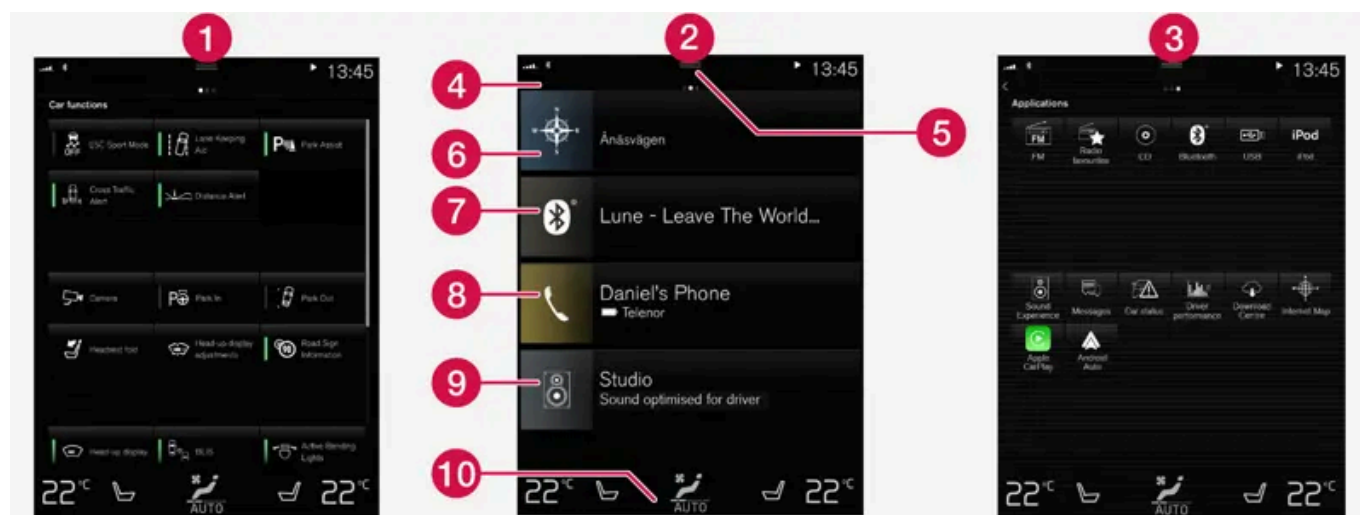 1
2
3
13:45
Car functions
OFF
ESC Sport Mode
Lane Keeping
Aid
Park Assist
Cross Traffic
Alert
Distance Alert
Camera
Park In
Park Out
Headrest fold
Head-up display
adjustments
Road Sign
Information
Head-up display
BLIS
Active Bending
Lights
22°C
AUTO
22°C
13:45
4
5
6
Ånäsvägen
7
Lune - Leave The World...
8
Daniel's Phone
Telenor
9
Studio
Sound optimised for driver
10
22°C
AUTO
22°C
13:45
Applications
FM
FM
Radio
favourites
CD
Bluetooth
USB
iPod
iPod
Sound
Experience
Messages
Car status
Driver
performance
Download
Centre
Internet Map
Apple
CarPlay
Android
Auto
22°C
AUTO
22°C